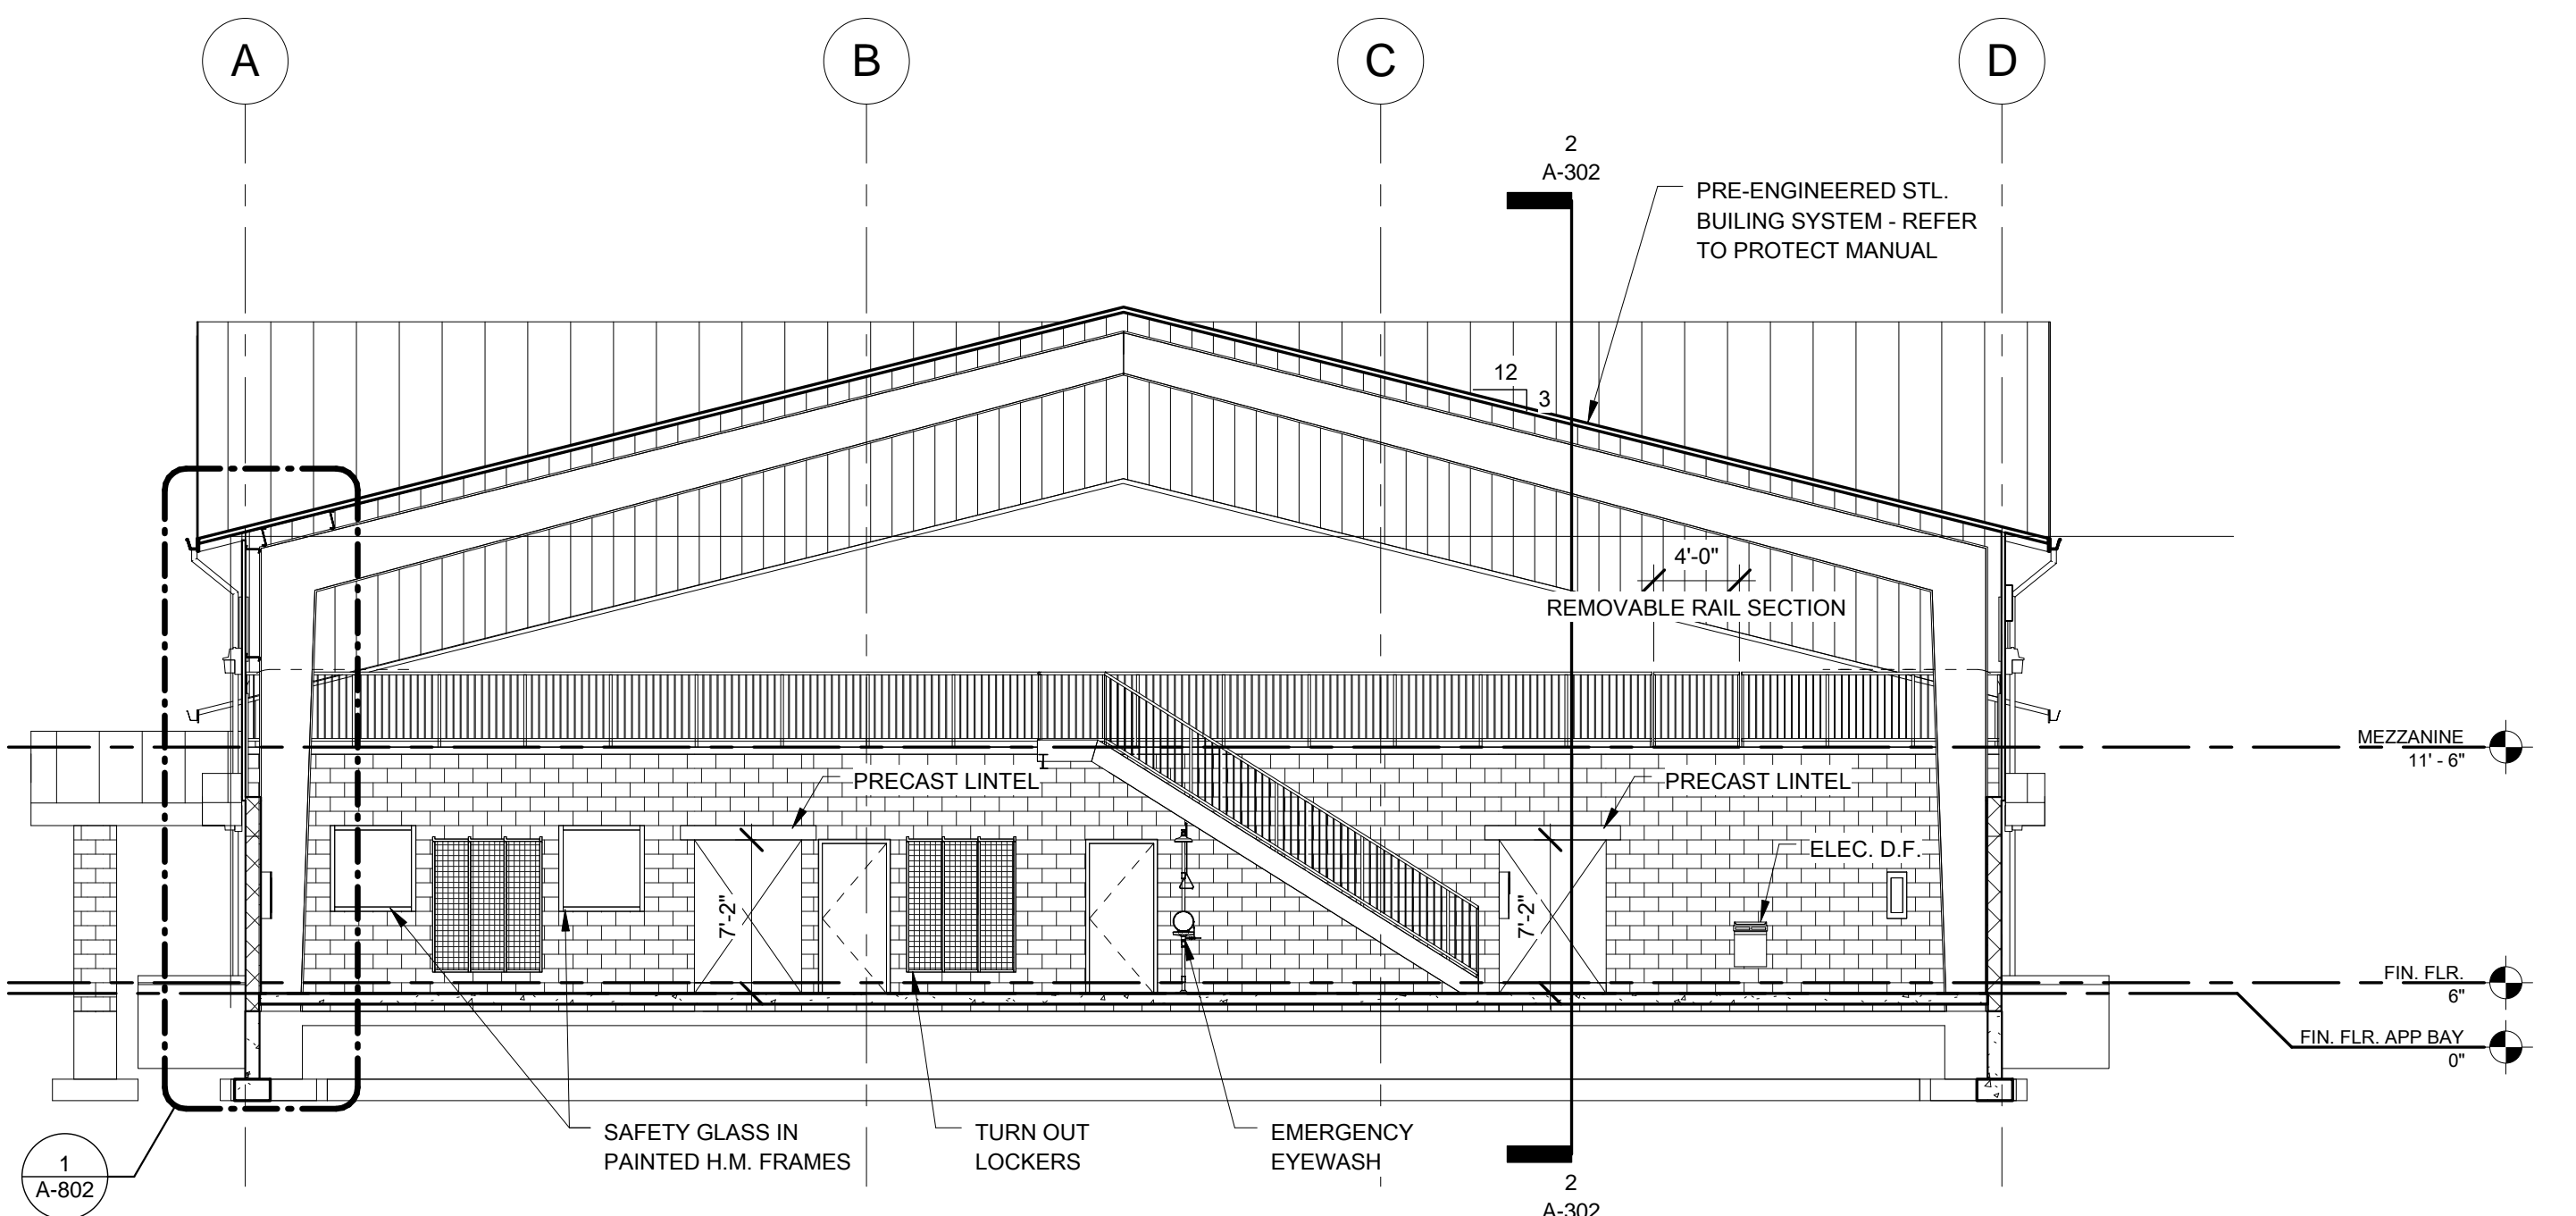 A
B
C
D
2
A-302
PRE-ENGINEERED STL.
BUILING SYSTEM - REFER
TO PROTECT MANUAL
12
3
4'-0"
REMOVABLE RAIL SECTION
MEZZANINE
11' - 6"
PRECAST LINTEL
PRECAST LINTEL
ELEC. D.F.
7'-2"
7'-2"
FIN. FLR.
6"
FIN. FLR. APP BAY
0"
SAFETY GLASS IN
PAINTED H.M. FRAMES
TURN OUT
LOCKERS
EMERGENCY
EYEWASH
1
A-802
2
A-302